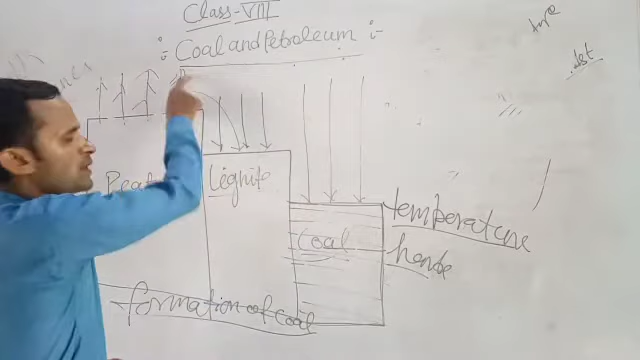 Class - VIII
Coal and Petroleum
Peat
Lignite
Coal
temperature
formation of coal